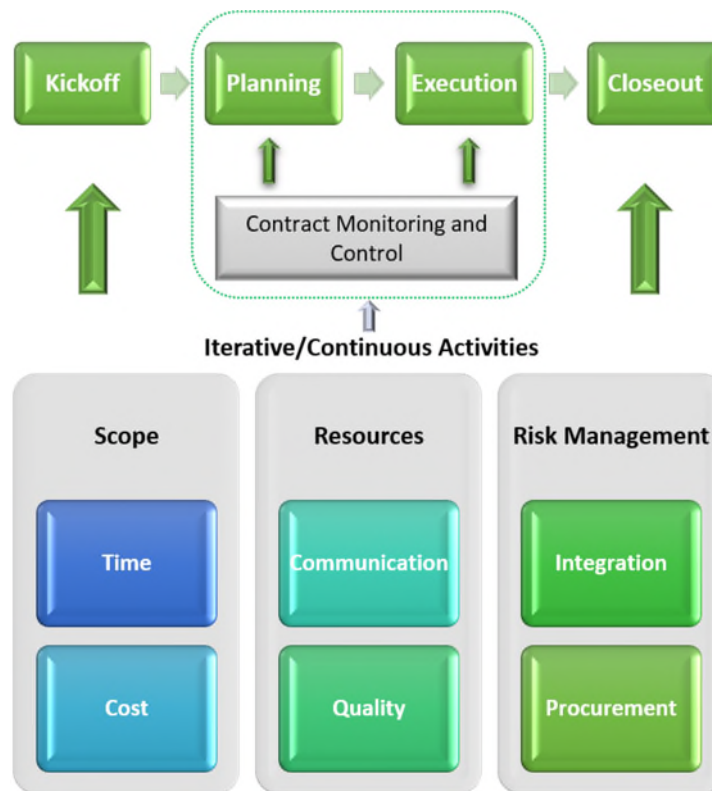 Kickoff
Planning
Execution
Closeout
Contract Monitoring and
Control
Iterative/Continuous Activities
Scope
Resources
Risk Management
Time
Communication
Integration
Cost
Quality
Procurement